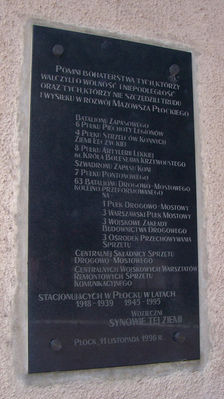 POMNI BOHATERSTWA TYCH, KTÓRZY
WALCZYLI O WOLNOŚĆ I NIEPODLEGŁOŚĆ
ORAZ TYCH, KTÓRZY NIE SZCZĘDZILI TRUDU
I WYSIŁKU W ROZWÓJ MAZOWSZA PŁOCKIEGO
BATALIONU ZAPASOWEGO
6 PUŁKU PIECHOTY LEGIONÓW
4 PUŁKU STRZELCÓW KONNYCH
ZIEMI ŁĘCZYCKIEJ
8 PUŁKU ARTYLERII LEKKIEJ
IM. KRÓLA BOLESŁAWA KRZYWOUSTEGO
SZWADRONU ZAPASU KONI
7 PUŁKU PONTONOWEGO
63 BATALIONU DROGOWO-MOSTOWEGO
KOLEJNO PRZEFORMOWANEGO
NA:
1 PUŁK DROGOWO-MOSTOWY
3 WARSZAWSKI PUŁK MOSTOWY
3 WOJSKOWE ZAKŁADY
BUDOWNICTWA DROGOWEGO
3 OŚRODEK PRZECHOWYWANIA
SPRZĘTU
CENTRALNEJ SKŁADNICY SPRZĘTU
DROGOWO-MOSTOWEGO
CENTRALNYCH WOJSKOWYCH WARSZTATÓW
REMONTOWYCH SPRZĘTU
KOMUNIKACYJNEGO
STACJONUJĄCYCH W PŁOCKU W LATACH
1918-1939 1945-1995
WDZIĘCZNI
SYNOWIE TEJ ZIEMI
PŁOCK, 11 LISTOPADA 1996 R.